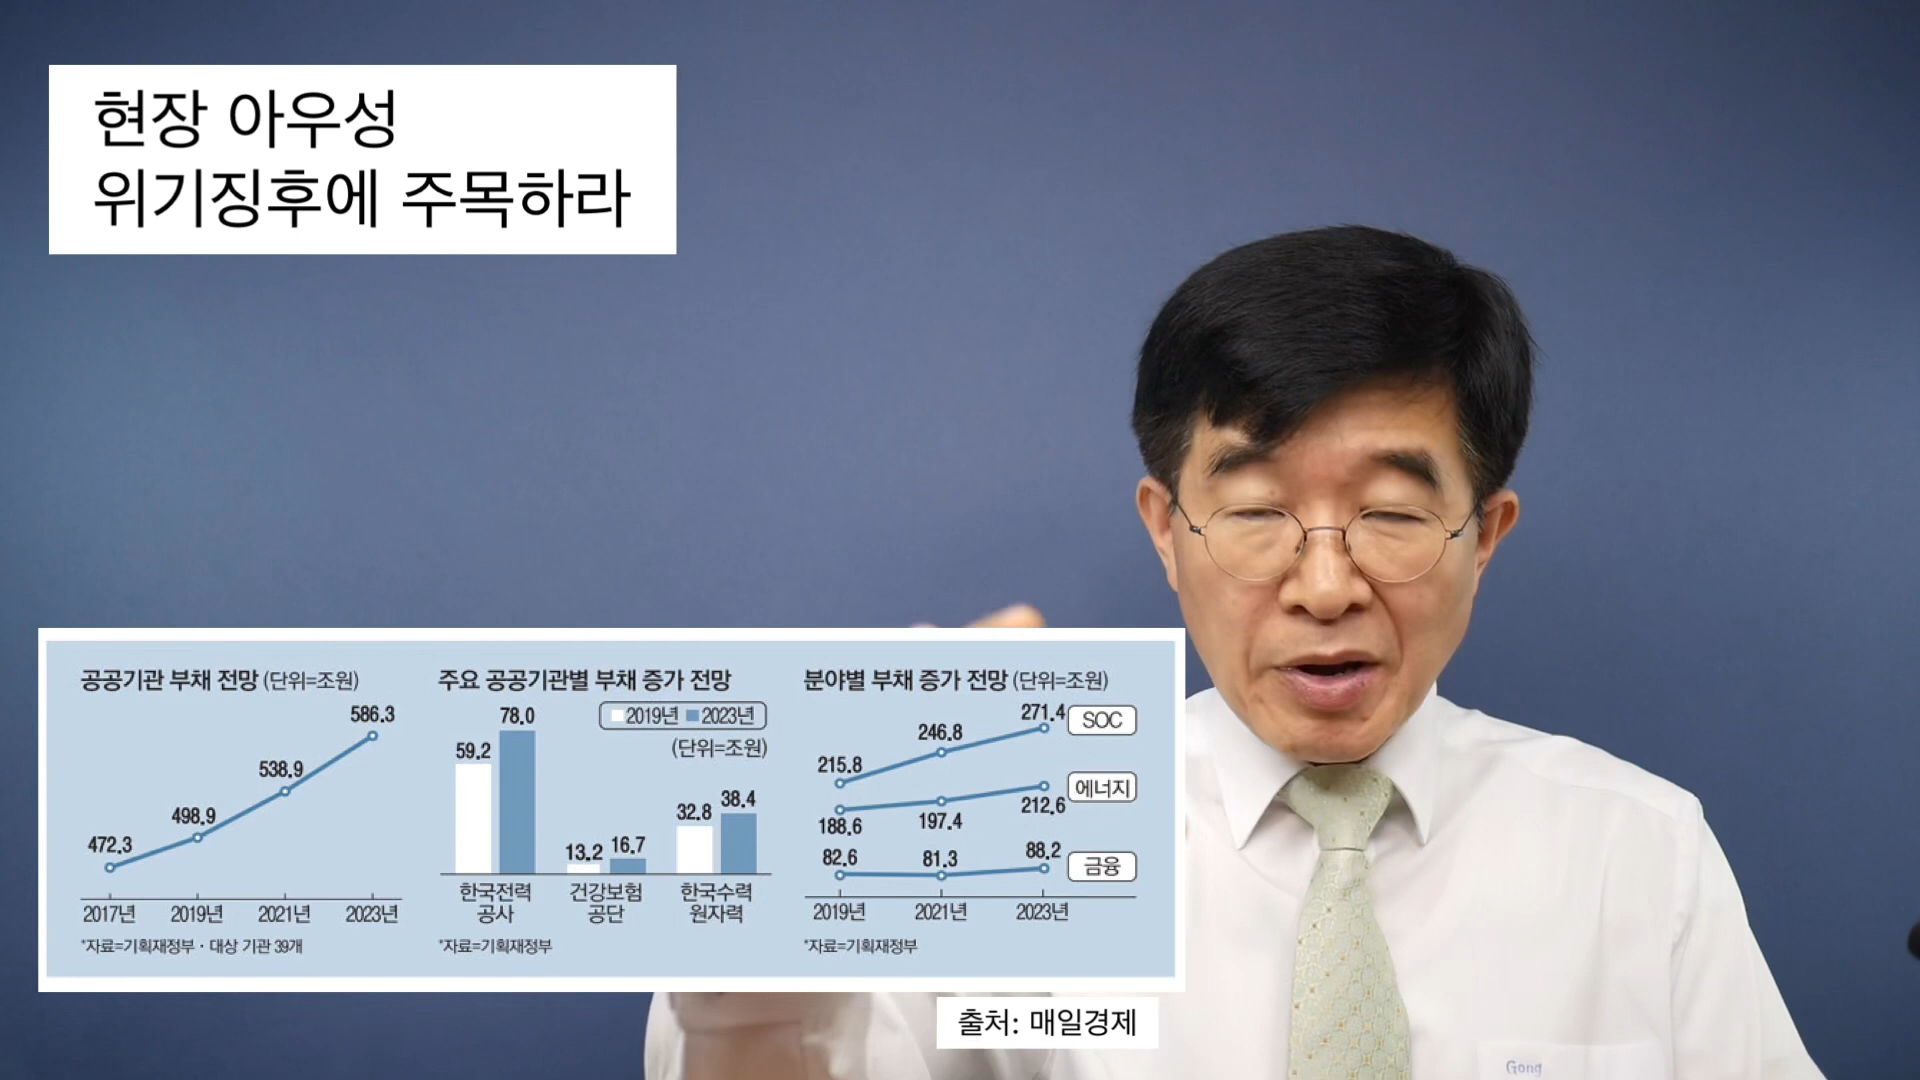 현장 아우성
위기징후에 주목하라
공공기관 부채 전망 (단위=조원)
586.3
538.9
498.9
472.3
2017년 2019년 2021년 2023년
*자료=기획재정부 · 대상 기관 39개
주요 공공기관별 부채 증가 전망
2019년 2023년
(단위=조원)
59.2 78.0
13.2 16.7
32.8 38.4
한국전력
공사
건강보험
공단
한국수력
원자력
*자료=기획재정부
분야별 부채 증가 전망 (단위=조원)
215.8 246.8 271.4 SOC
188.6 197.4 212.6 에너지
82.6 81.3 88.2 금융
2019년 2021년 2023년
*자료=기획재정부
출처: 매일경제
Gong